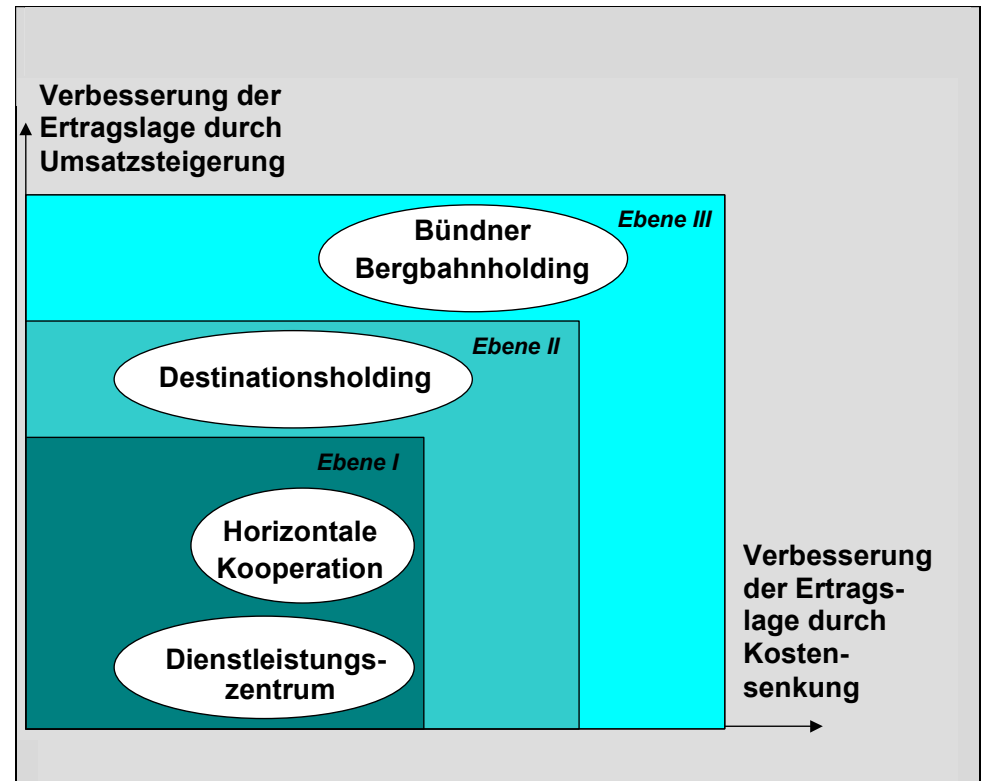 Verbesserung der
Ertragslage durch
Umsatzsteigerung
Ebene III
Bündner
Bergbahnholding
Ebene II
Destinationsholding
Ebene I
Horizontale
Kooperation
Dienstleistungs-
zentrum
Verbesserung
der Ertrags-
lage durch
Kosten-
senkung